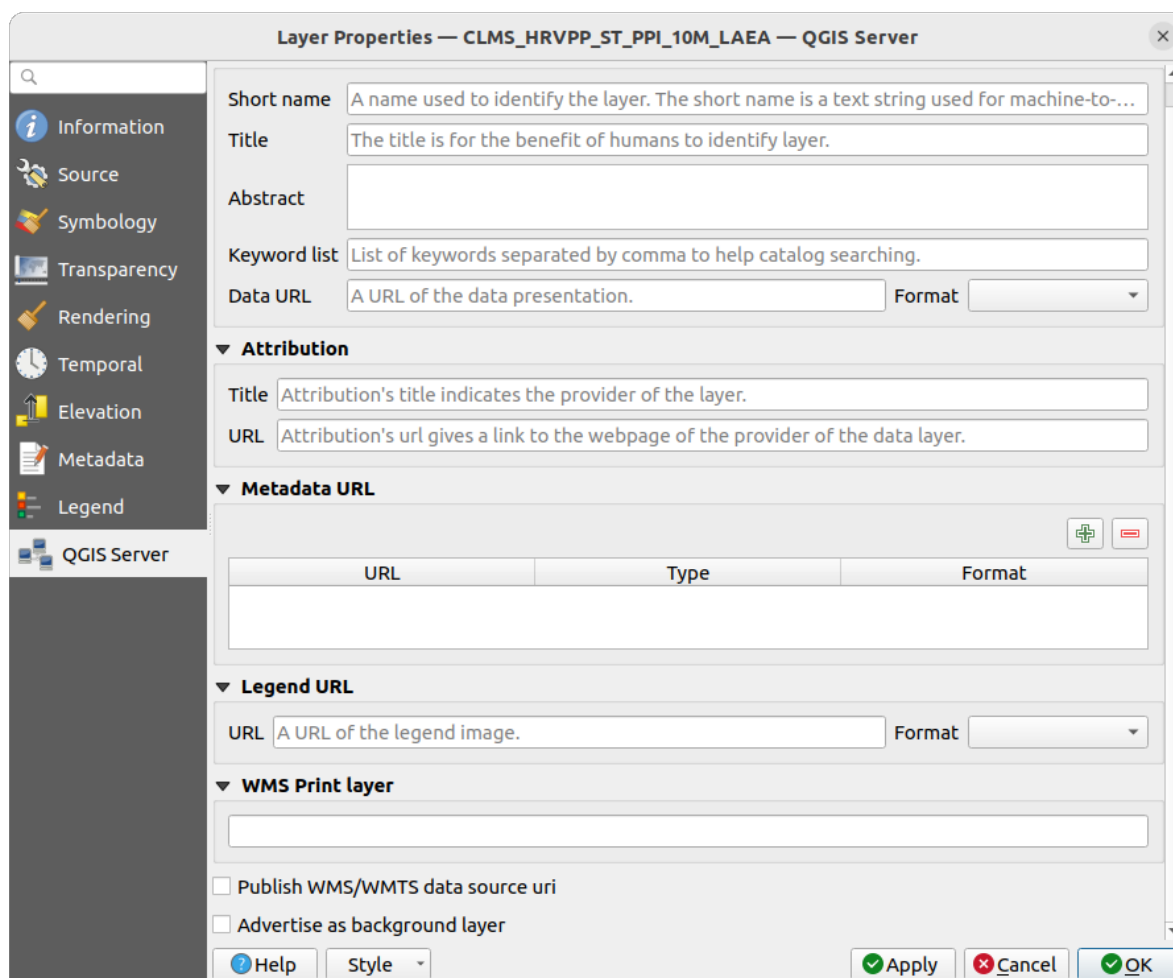 Layer Properties — CLMS_HRVPP_ST_PPI_10M_LAEA — QGIS Server
Information
Source
Symbology
Transparency
Rendering
Temporal
Elevation
Metadata
Legend
QGIS Server
Short name A name used to identify the layer. The short name is a text string used for machine-to-...
Title The title is for the benefit of humans to identify layer.
Abstract
Keyword list List of keywords separated by comma to help catalog searching.
Data URL A URL of the data presentation. Format
Attribution
Title Attribution's title indicates the provider of the layer.
URL Attribution's url gives a link to the webpage of the provider of the data layer.
Metadata URL
URL Type Format
Legend URL
URL A URL of the legend image. Format
WMS Print layer
Publish WMS/WMTS data source uri
Advertise as background layer
Help Style Apply Cancel OK